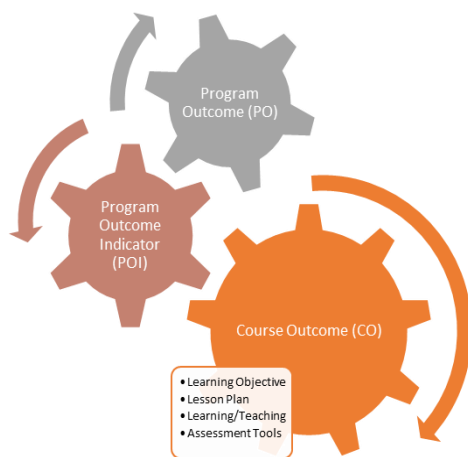 Program
Outcome (PO)
Program
Outcome
Indicator
(POI)
Course Outcome (CO)
• Learning Objective
• Lesson Plan
• Learning/Teaching
• Assessment Tools